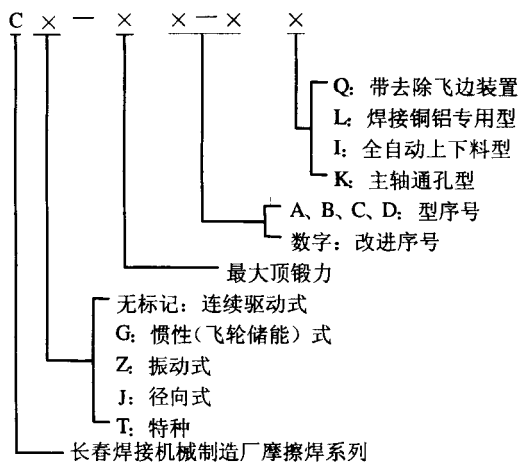 C × — × ×—× ×
Q: 带去除飞边装置
L: 焊接铜铝专用型
I: 全自动上下料型
K: 主轴通孔型
A、B、C、D: 型序号
数字: 改进序号
最大顶锻力
无标记: 连续驱动式
G: 惯性(飞轮储能)式
Z: 振动式
J: 径向式
T: 特种
长春焊接机械制造厂摩擦焊系列